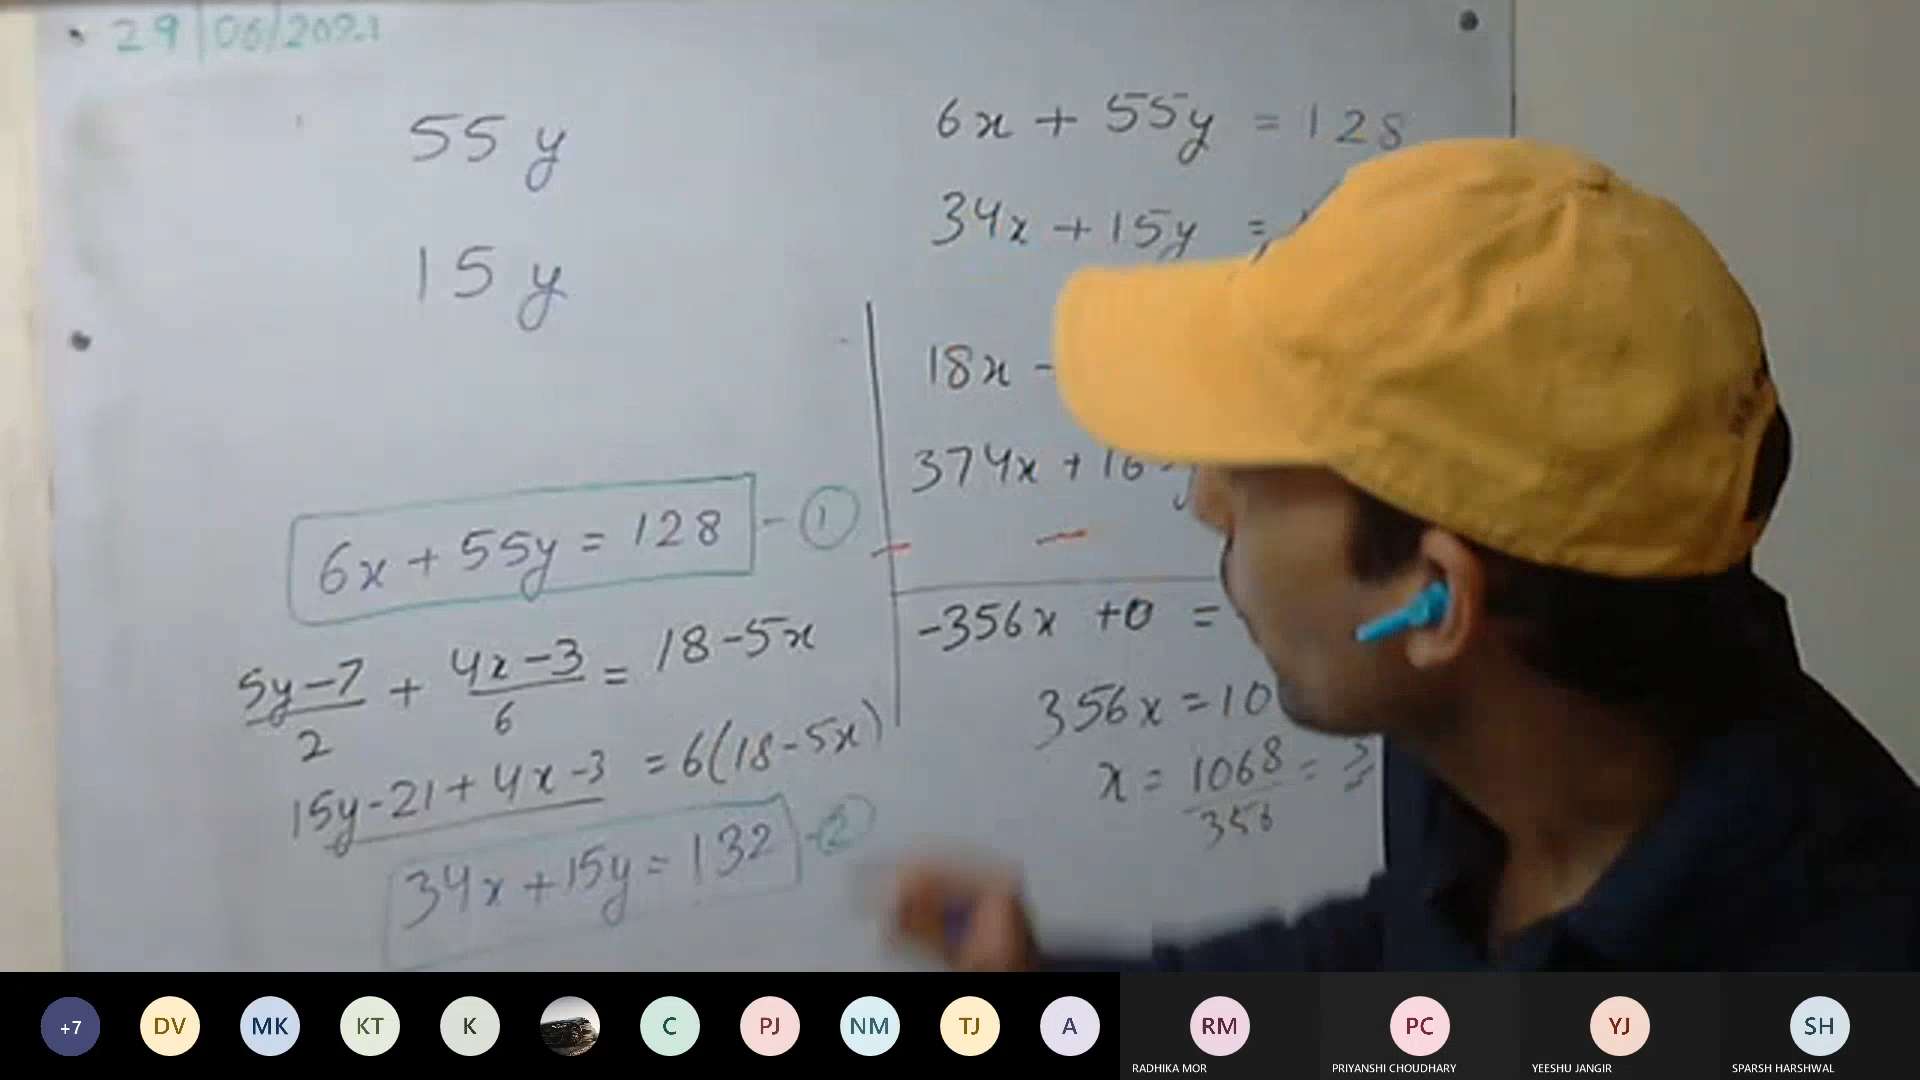 29/06/2021
55y
15y
6x + 55y = 128 - ①
5y-7/2 + 4x-3/6 = 18-5x
15y-21+4x-3 = 6(18-5x)
34x+15y = 132 - ②
6x + 55y = 128
34x + 15y =
18x -
374x + 16
- -
-356x +0 =
356x = 10
x = 1068/356 = 3
+7
DV
MK
KT
K
C
PJ
NM
TJ
A
RM
PC
YJ
SH
RADHIKA MOR
PRIYANSHI CHOUDHARY
YEESHU JANGIR
SPARSH HARSHWAL